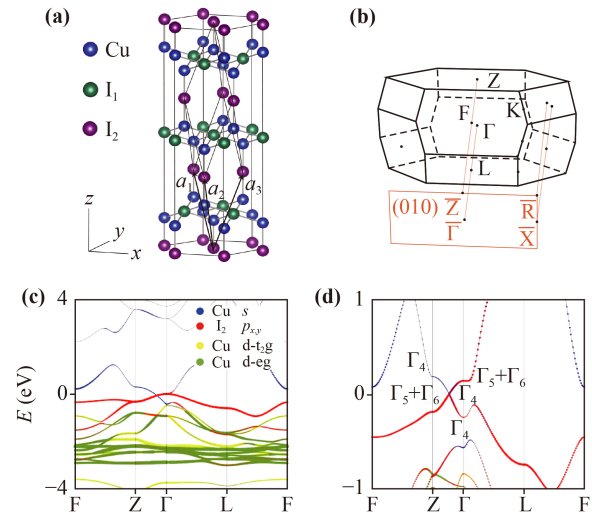 (a)
Cu
I₁
I₂
a₁
a₂
a₃
z
y
x
(b)
Z
K
F
Γ
L
(010)
Z̅
Γ̅
R̅
X̅
(c)
4
0
−4
E (eV)
Cu s
I₂ pₓ,ᵧ
Cu d-t₂g
Cu d-eg
F Z Γ L F
(d)
1
0
−1
Γ₄
Γ₅+Γ₆
Γ₅+Γ₆
Γ₄
Γ₄
F Z Γ L F